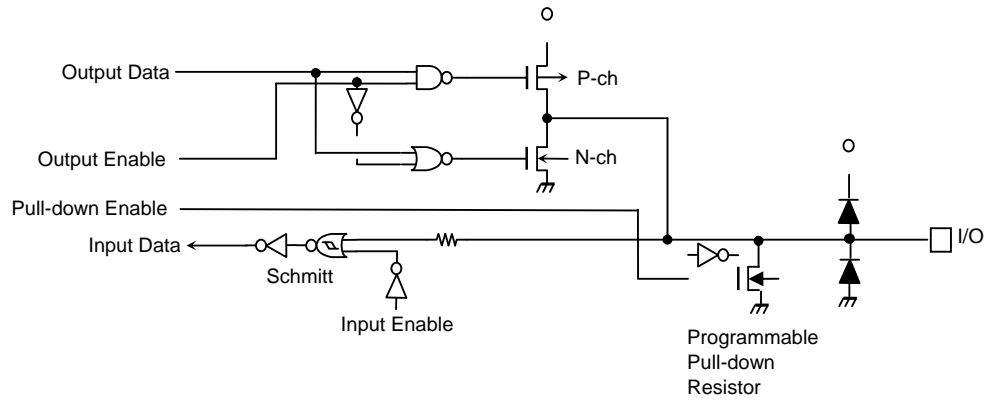 Output Data
P-ch
Output Enable
N-ch
Pull-down Enable
Input Data
I/O
Schmitt
Input Enable
Programmable
Pull-down
Resistor